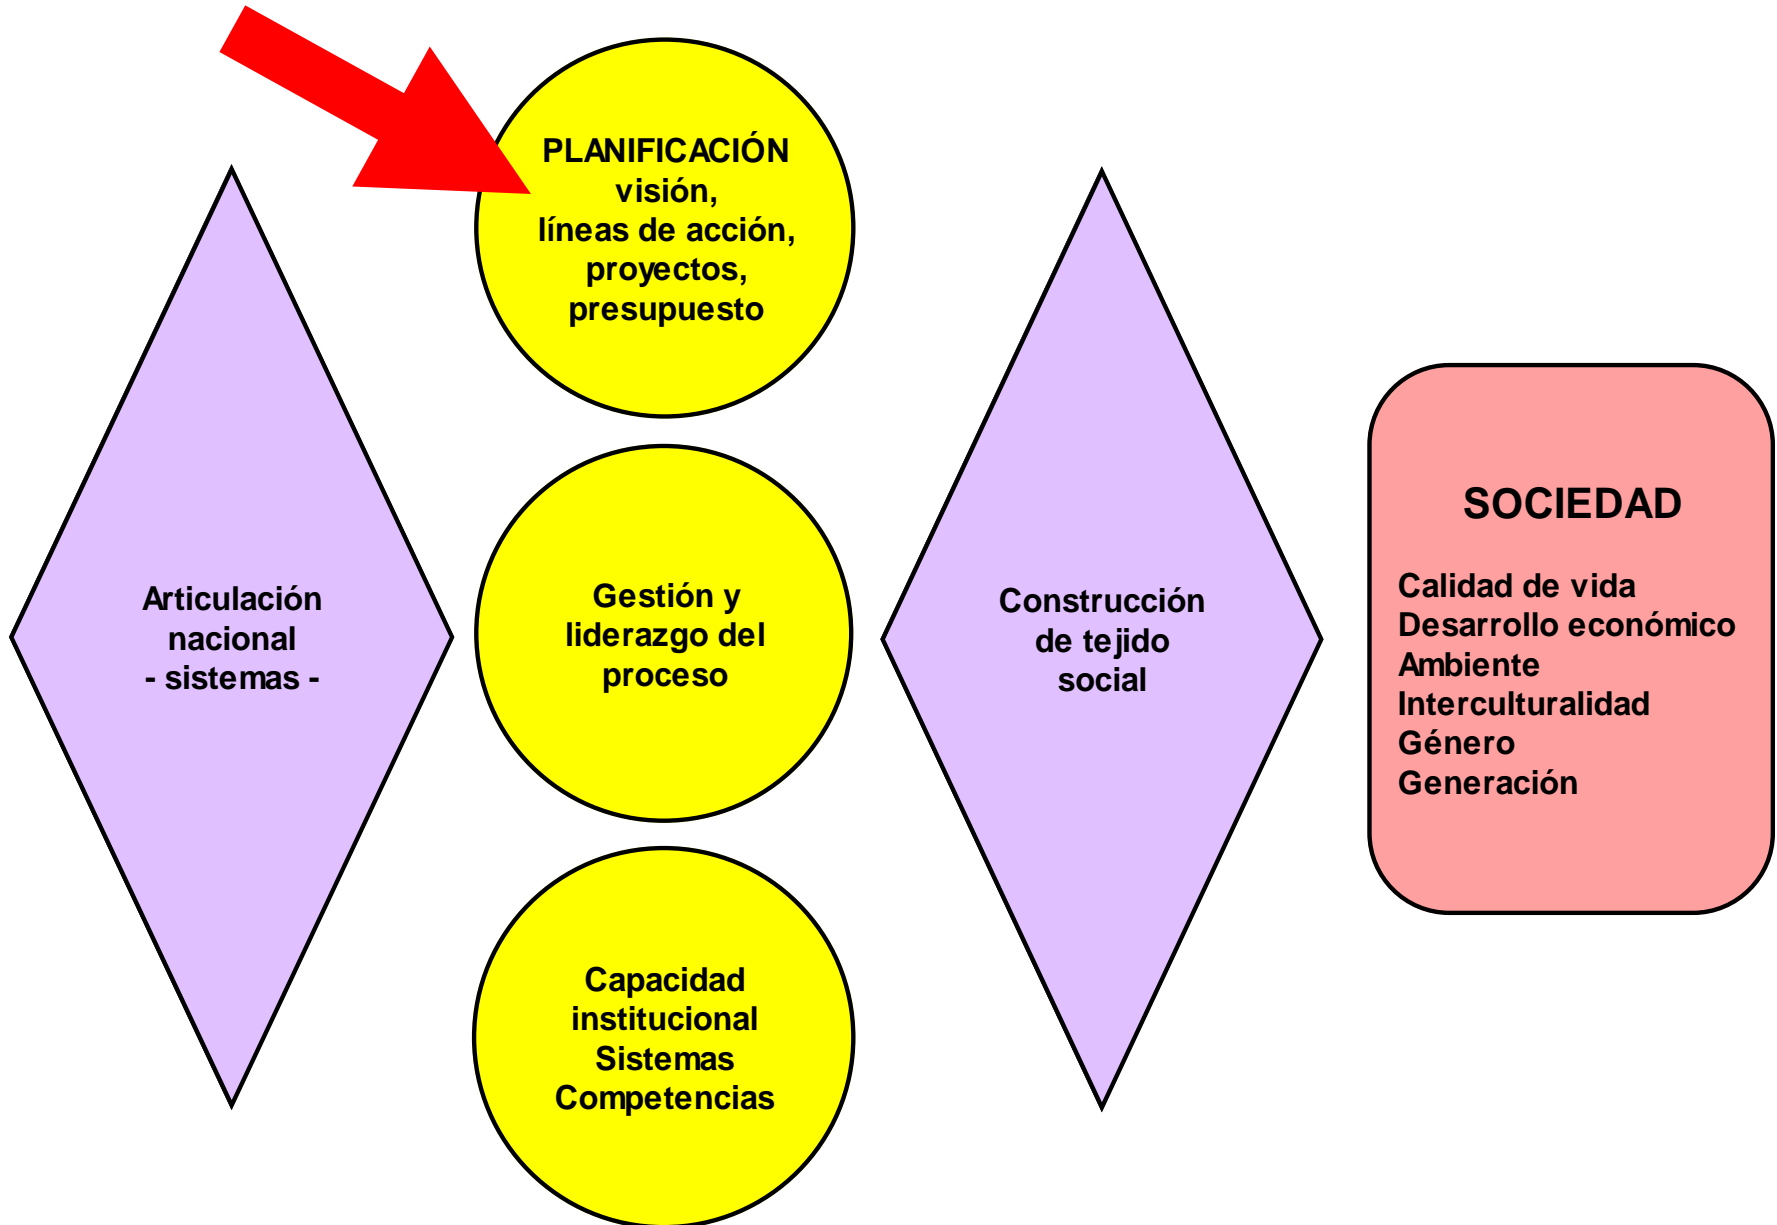 PLANIFICACIÓN
visión,
líneas de acción,
proyectos,
presupuesto
Articulación
nacional
- sistemas -
Gestión y
liderazgo del
proceso
Capacidad
institucional
Sistemas
Competencias
Construcción
de tejido
social
SOCIEDAD
Calidad de vida
Desarrollo económico
Ambiente
Interculturalidad
Género
Generación